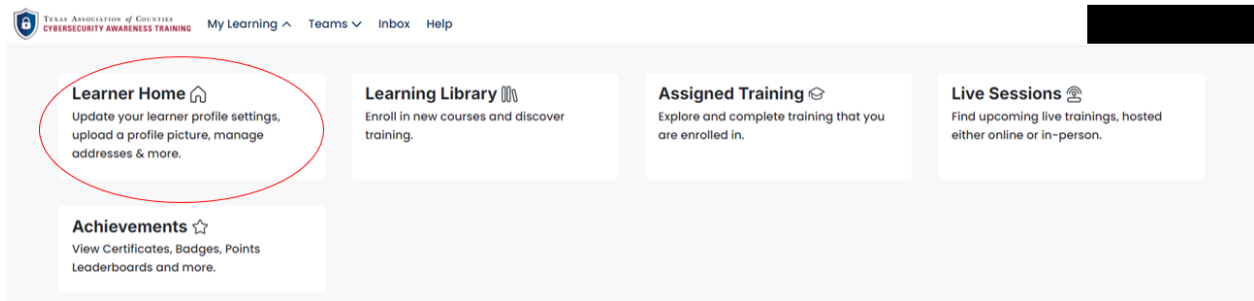 TEXAS ASSOCIATION of COUNTIES
CYBERSECURITY AWARENESS TRAINING
My Learning Teams Inbox Help
Learner Home
Update your learner profile settings,
upload a profile picture, manage
addresses & more.
Learning Library
Enroll in new courses and discover
training.
Assigned Training
Explore and complete training that you
are enrolled in.
Live Sessions
Find upcoming live trainings, hosted
either online or in-person.
Achievements
View Certificates, Badges, Points
Leaderboards and more.